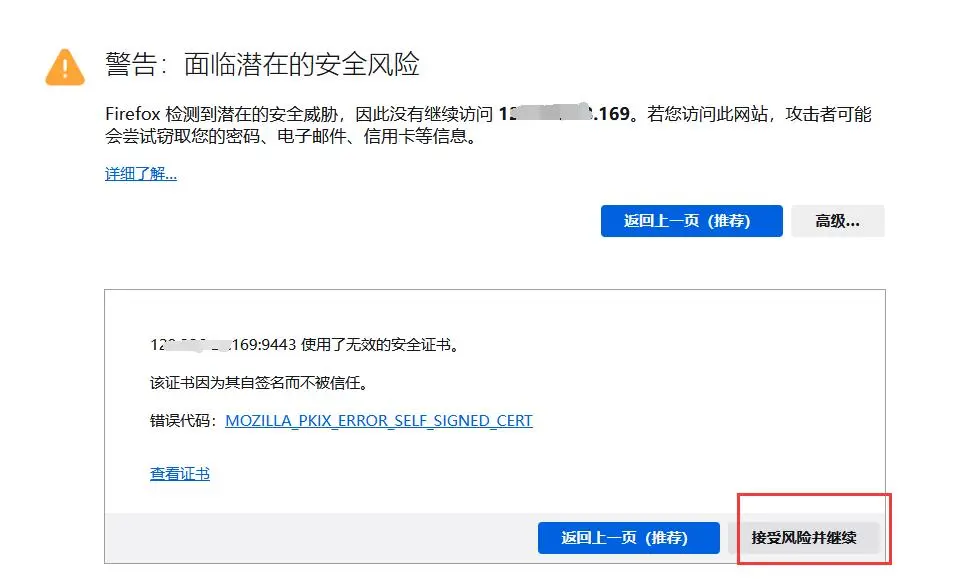 警告：面临潜在的安全风险
Firefox 检测到潜在的安全威胁，因此没有继续访问 12 .169。若您访问此网站，攻击者可能
会尝试窃取您的密码、电子邮件、信用卡等信息。
详细了解...
返回上一页（推荐） 高级...
12 169:9443 使用了无效的安全证书。
该证书因为其自签名而不被信任。
错误代码：MOZILLA_PKIX_ERROR_SELF_SIGNED_CERT
查看证书
返回上一页（推荐） 接受风险并继续